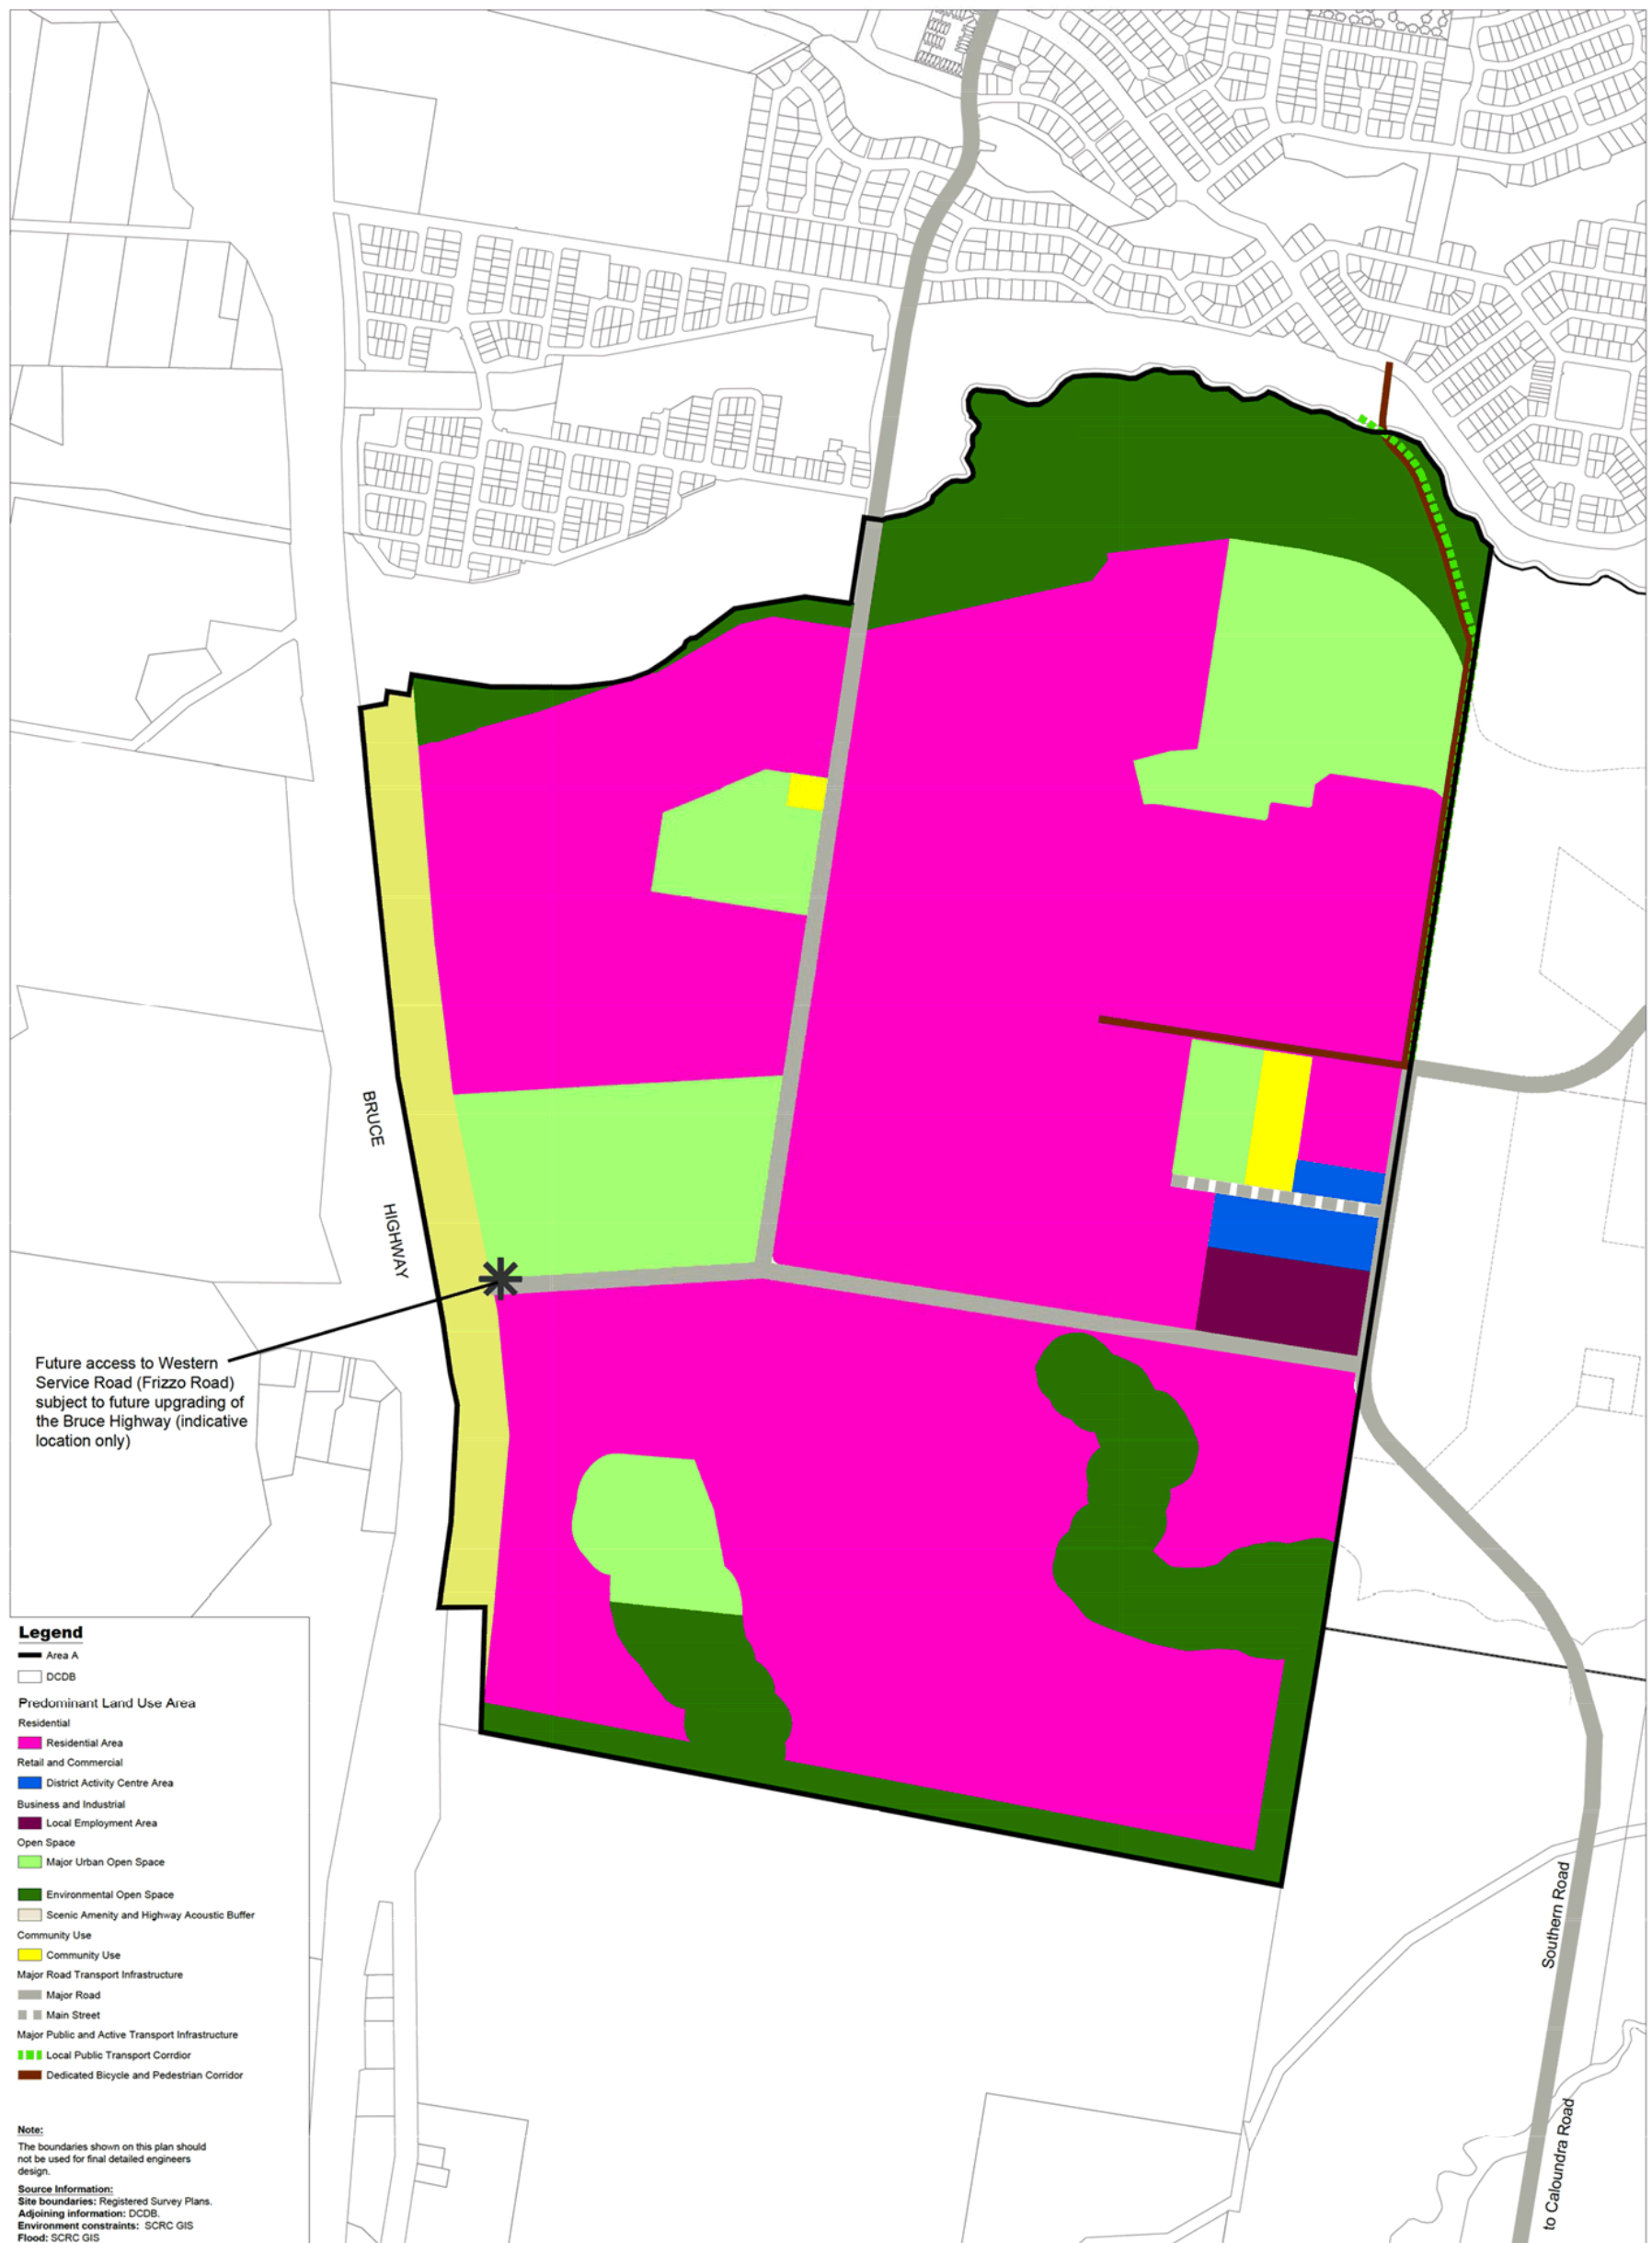 BRUCE
HIGHWAY
Future access to Western
Service Road (Frizzo Road)
subject to future upgrading of
the Bruce Highway (indicative
location only)
Legend
Area A
DCDB
Predominant Land Use Area
Residential
Residential Area
Retail and Commercial
District Activity Centre Area
Business and Industrial
Local Employment Area
Open Space
Major Urban Open Space
Environmental Open Space
Scenic Amenity and Highway Acoustic Buffer
Community Use
Community Use
Major Road Transport Infrastructure
Major Road
Main Street
Major Public and Active Transport Infrastructure
Local Public Transport Corrdior
Dedicated Bicycle and Pedestrian Corridor
Note:
The boundaries shown on this plan should
not be used for final detailed engineers
design.
Source Information:
Site boundaries: Registered Survey Plans.
Adjoining information: DCDB.
Environment constraints: SCRC GIS
Flood: SCRC GIS
Southern Road
to Caloundra Road